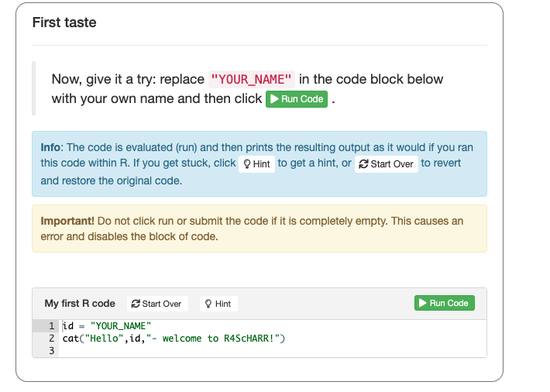 First taste
Now, give it a try: replace "YOUR_NAME" in the code block below
with your own name and then click Run Code .
Info: The code is evaluated (run) and then prints the resulting output as it would if you ran
this code within R. If you get stuck, click Hint to get a hint, or Start Over to revert
and restore the original code.
Important! Do not click run or submit the code if it is completely empty. This causes an
error and disables the block of code.
My first R code Start Over Hint Run Code
1 id = "YOUR_NAME"
2 cat("Hello",id,"- welcome to R4ScHARR!")
3